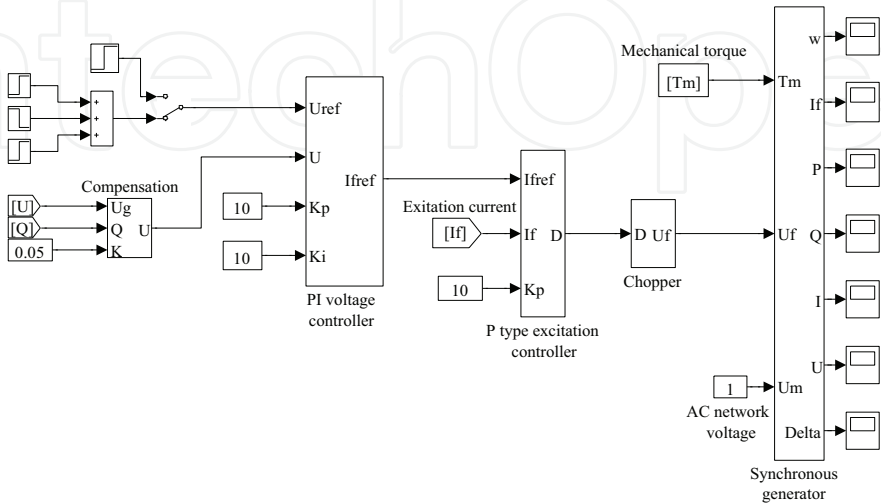 ntechOpe
Mechanical torque
[Tm]
Tm
w
If
P
Q
I
U
Delta
Uf
Um
+
+
+
Uref
U
Ifref
Kp
Ki
10
10
PI voltage
controller
Compensation
[U]
[Q]
0.05
Ug
Q
K
U
Exitation current
[If]
10
Ifref
If
Kp
D
P type excitation
controller
D Uf
Chopper
1
AC network
voltage
Synchronous
generator